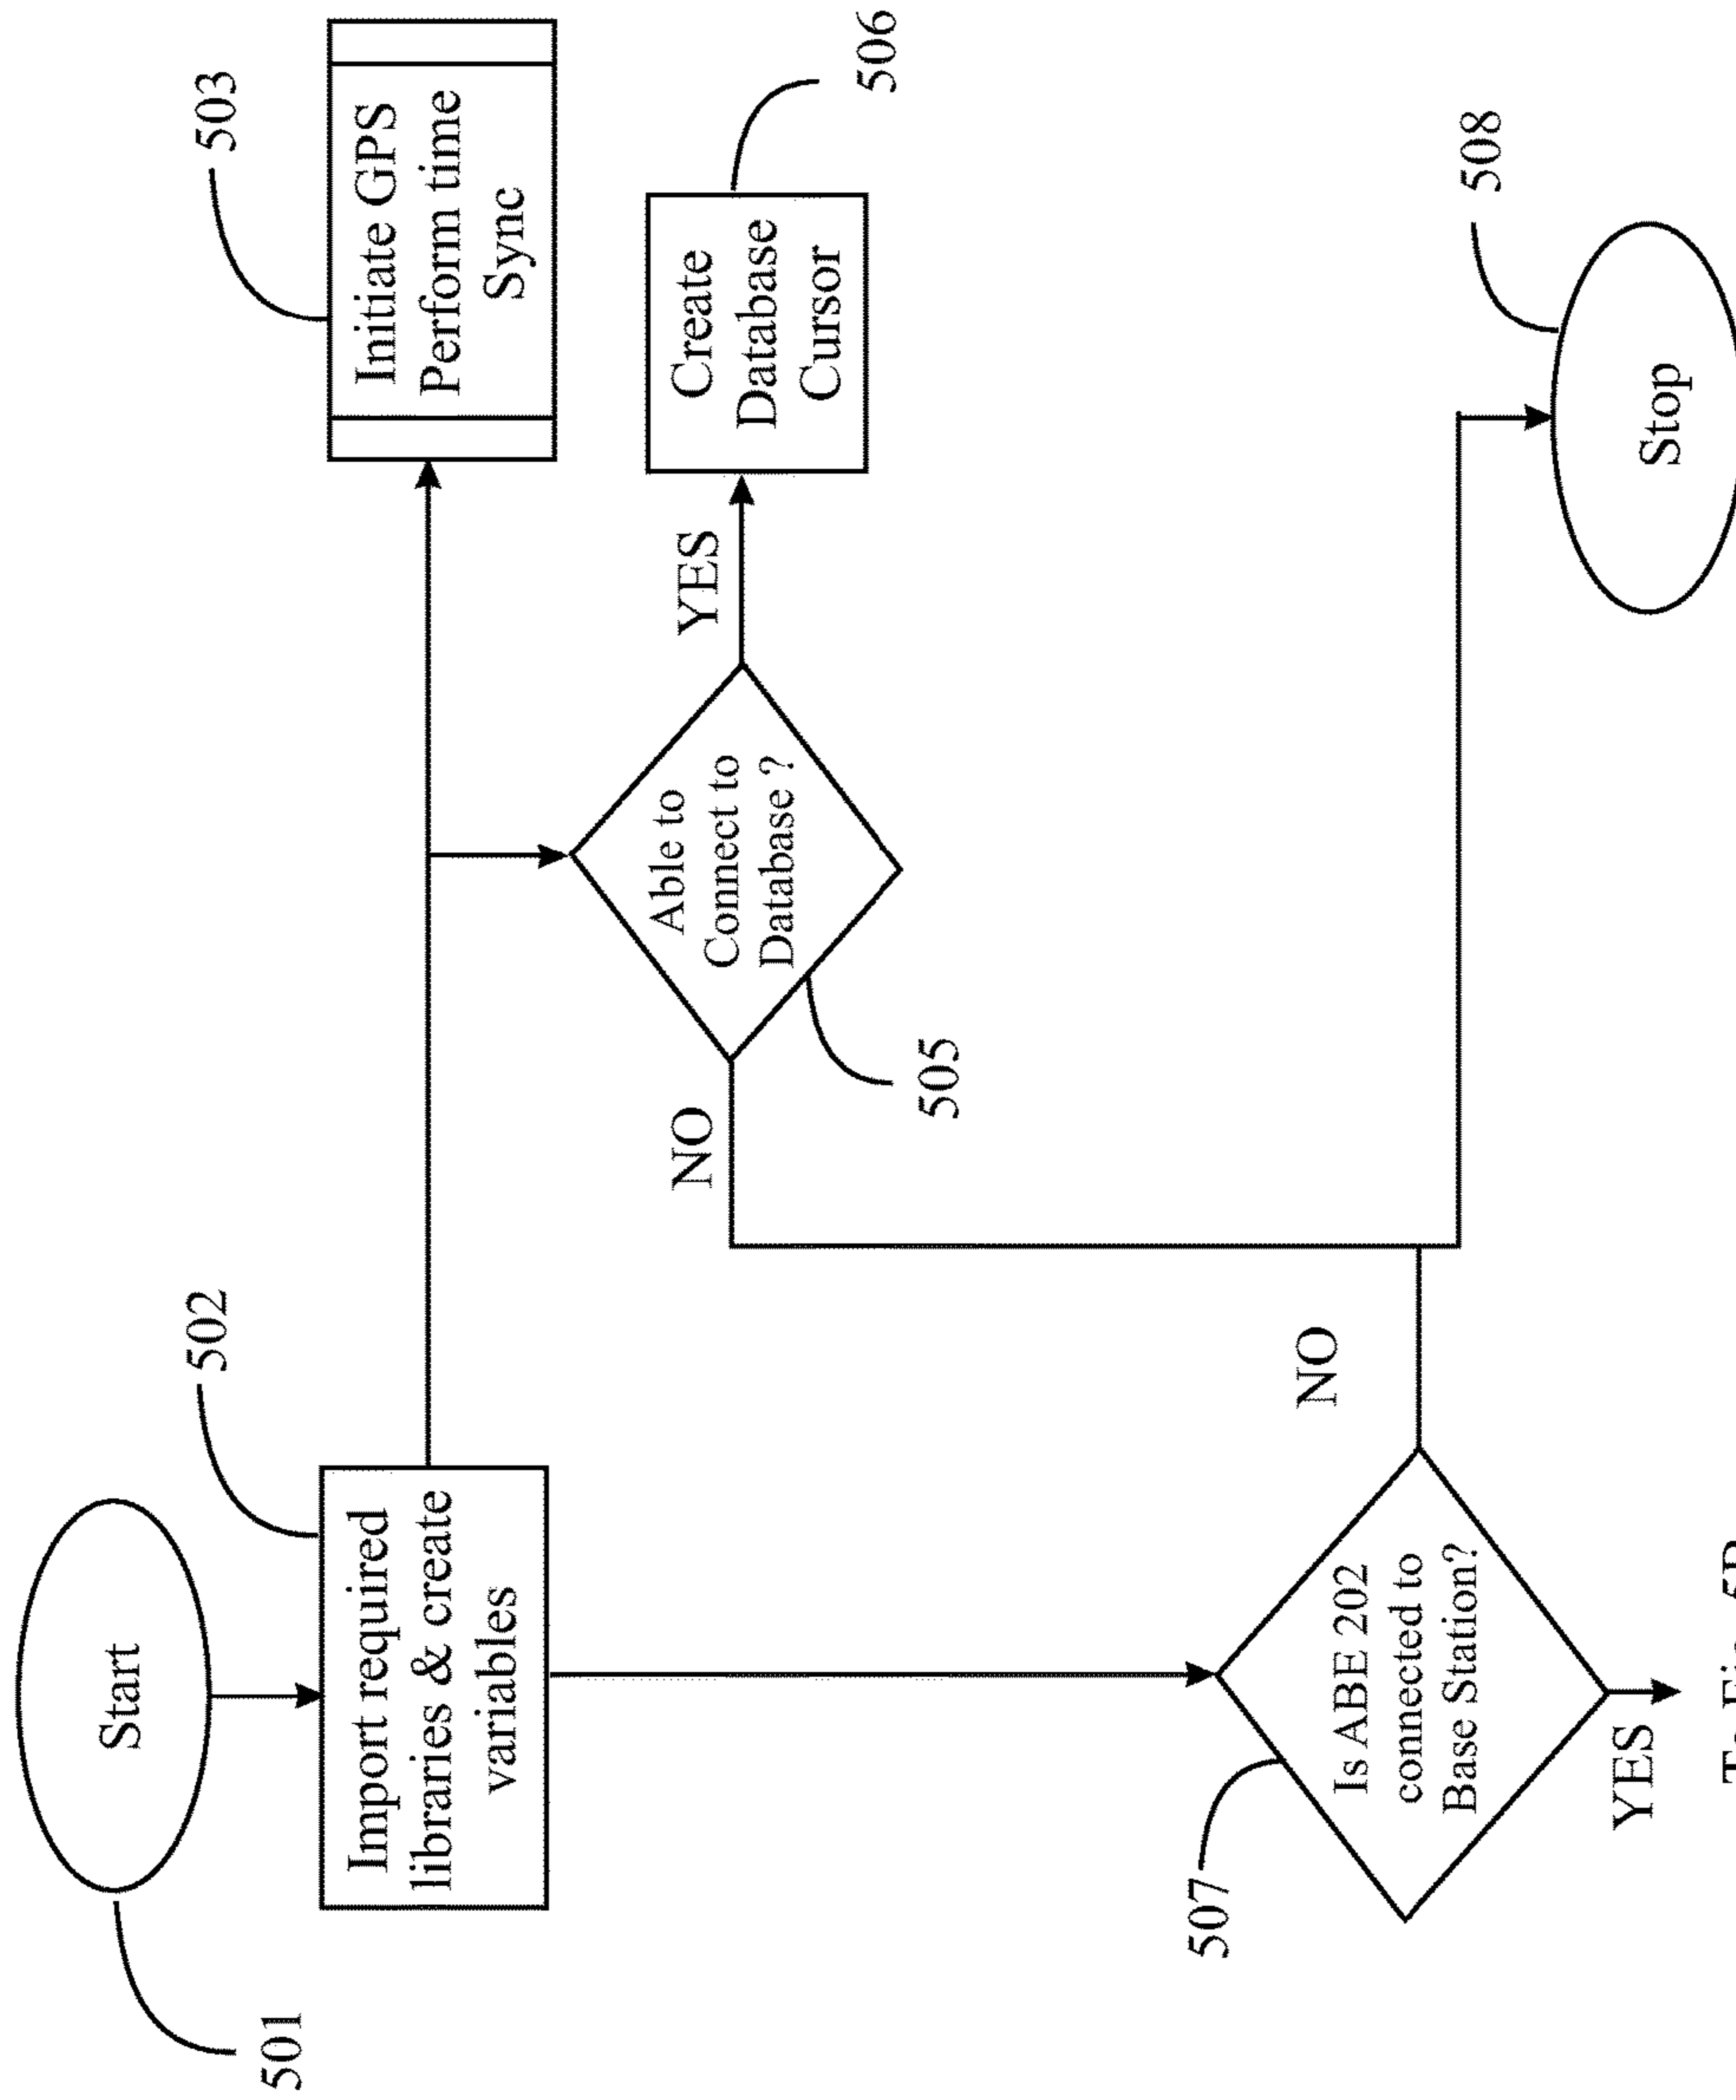 Start
501
Import required
libraries & create
variables
502
Initiate GPS
Perform time
Sync
503
Able to
Connect to
Database ?
505
YES
NO
Create
Database
Cursor
506
Is ABE 202
connected to
Base Station?
507
NO
YES
Stop
508